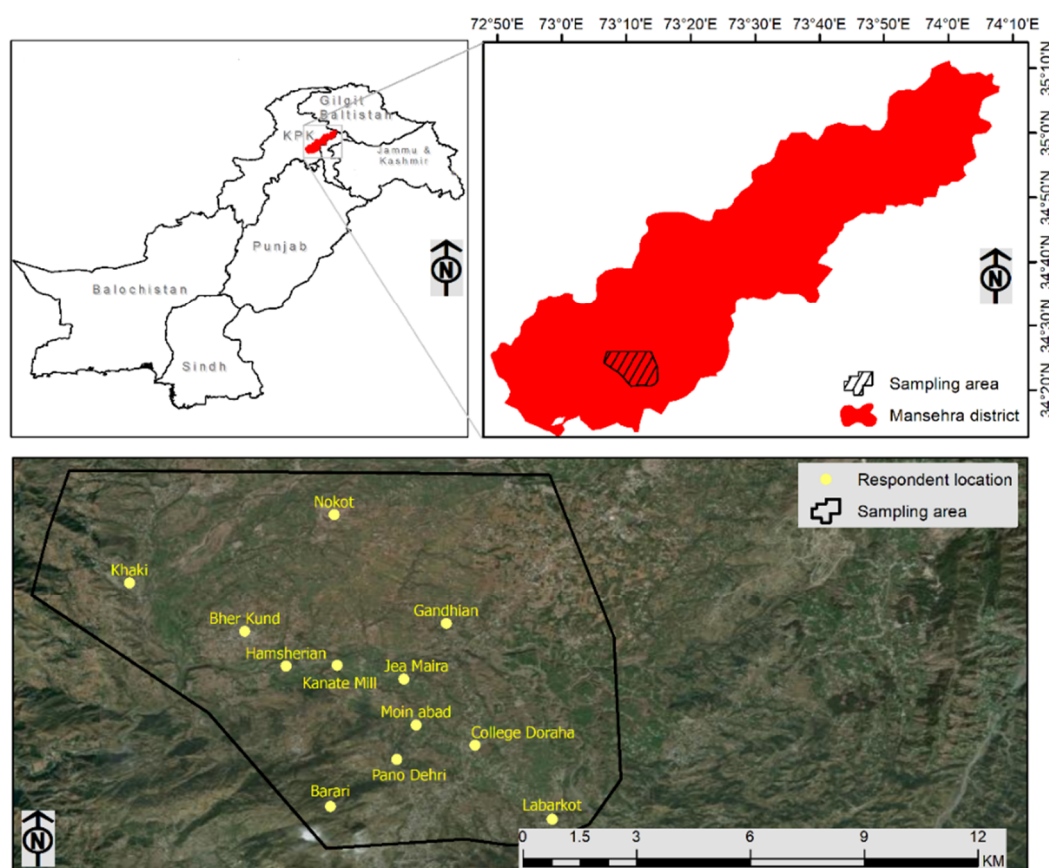 72°50'E 73°0'E 73°10'E 73°20'E 73°30'E 73°40'E 73°50'E 74°0'E 74°10'E
Gilgit
Baltistan
KPK
Jammu &
Kashmir
Punjab
Balochistan
Sindh
N
35°10'N
35°0'N
34°50'N
34°40'N
34°30'N
34°20'N
N
Sampling area
Mansehra district
Respondent location
Sampling area
Nokot
Khaki
Bher Kund
Gandhian
Hamsherian
Kanate Mill
Jea Maira
Moin abad
College Doraha
Pano Dehri
Barari
Labarkot
N
0 1.5 3 6 9 12
KM